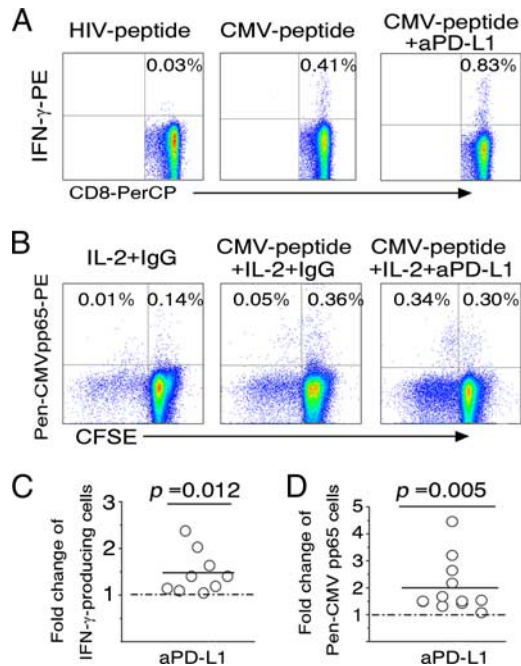 A
HIV-peptide
CMV-peptide
CMV-peptide
+aPD-L1
0.03%
0.41%
0.83%
IFN-γ-PE
CD8-PerCP
B
IL-2+IgG
CMV-peptide
+IL-2+IgG
CMV-peptide
+IL-2+aPD-L1
0.01% 0.14%
0.05% 0.36%
0.34% 0.30%
Pen-CMVpp65-PE
CFSE
C
p=0.012
Fold change of
IFN-γ-producing cells
3
2
1
aPD-L1
D
p=0.005
Fold change of
Pen-CMV pp65 cells
5
4
3
2
1
aPD-L1